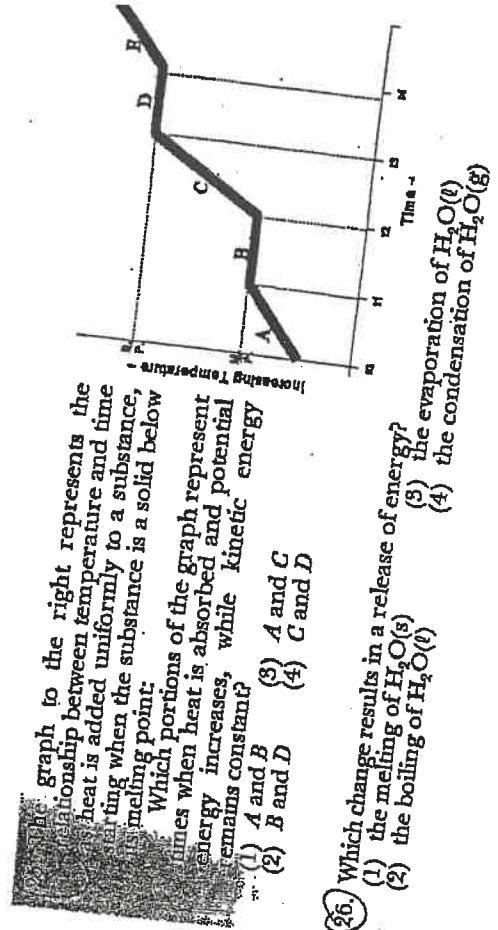 graph to the right represents the
relationship between temperature and time
heat is added uniformly to a substance,
rting when the substance is a solid below
melting point:
Which portions of the graph represent
times when heat is absorbed and potential
energy increases, while kinetic energy
emains constant?
(1) A and B (3) A and C
(2) B and D (4) C and D
Increasing Temperature →
B.
P.
M.
P.
A
B
C
D
E
t0 t1 t2 t3 t4
Time →
26. Which change results in a release of energy?
(1) the melting of H₂O(s) (3) the evaporation of H₂O(ℓ)
(2) the boiling of H₂O(ℓ) (4) the condensation of H₂O(g)